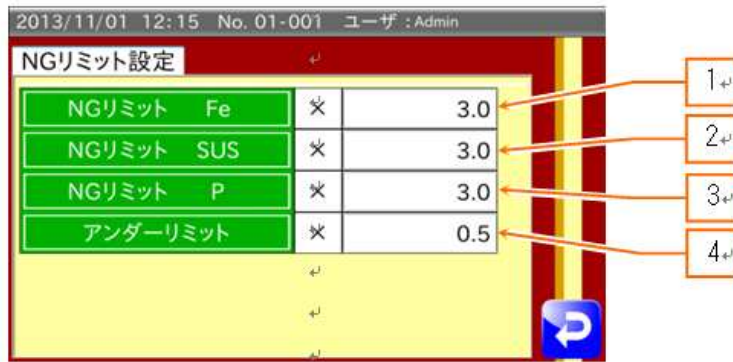 2013/11/01 12:15 No. 01-001 ユーザ :Admin
NGリミット設定
NGリミット Fe × 3.0
NGリミット SUS × 3.0
NGリミット P × 3.0
アンダーリミット × 0.5
1
2
3
4